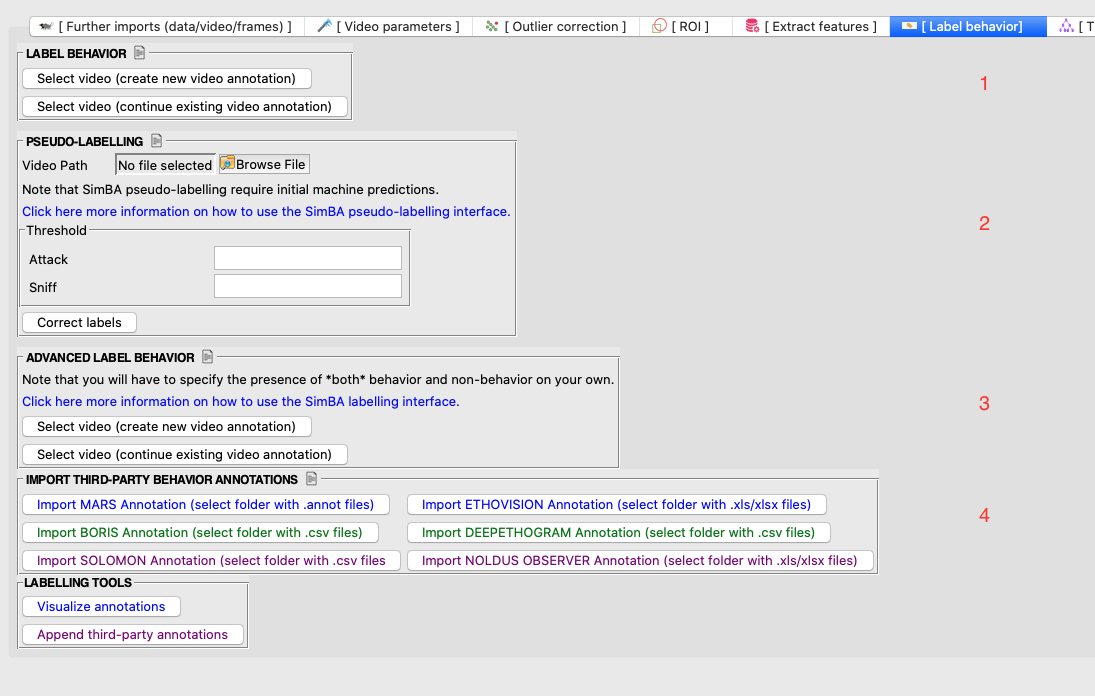 [ Further imports (data/video/frames) ]
[ Video parameters ]
[ Outlier correction ]
[ ROI ]
[ Extract features ]
[ Label behavior]
[ T
LABEL BEHAVIOR
Select video (create new video annotation)
1
Select video (continue existing video annotation)
PSEUDO-LABELLING
Video Path
No file selected
Browse File
Note that SimBA pseudo-labelling require initial machine predictions.
Click here more information on how to use the SimBA pseudo-labelling interface.
2
Threshold
Attack
Sniff
Correct labels
ADVANCED LABEL BEHAVIOR
Note that you will have to specify the presence of *both* behavior and non-behavior on your own.
Click here more information on how to use the SimBA labelling interface.
3
Select video (create new video annotation)
Select video (continue existing video annotation)
IMPORT THIRD-PARTY BEHAVIOR ANNOTATIONS
Import MARS Annotation (select folder with .annot files)
Import ETHOVISION Annotation (select folder with .xls/xlsx files)
4
Import BORIS Annotation (select folder with .csv files)
Import DEEPETHOGRAM Annotation (select folder with .csv files)
Import SOLOMON Annotation (select folder with .csv files
Import NOLDUS OBSERVER Annotation (select folder with .xls/xlsx files)
LABELLING TOOLS
Visualize annotations
Append third-party annotations